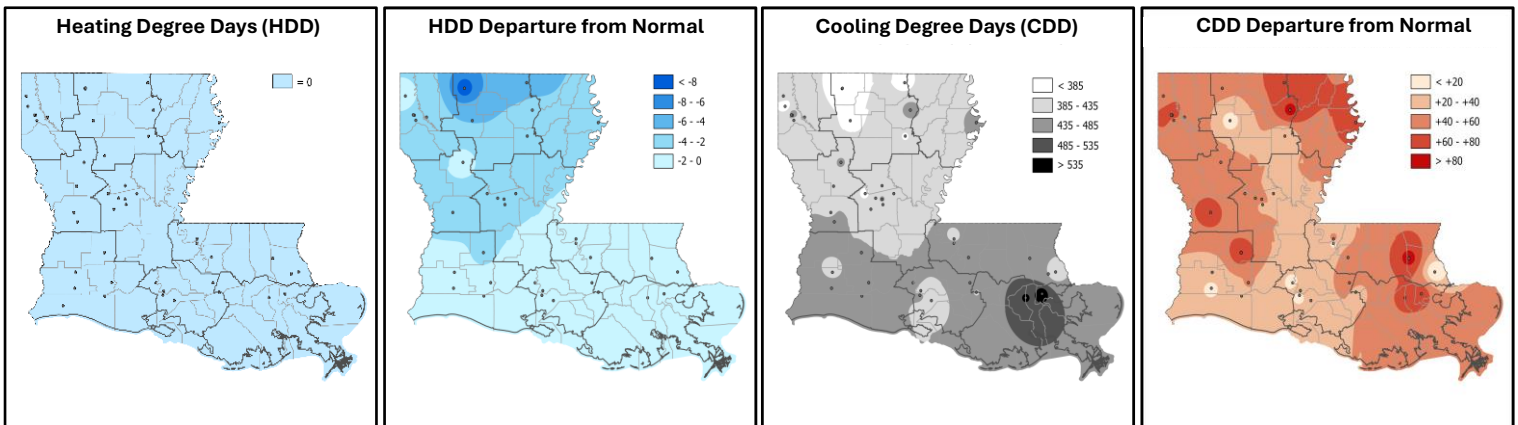 Heating Degree Days (HDD)
= 0
HDD Departure from Normal
< -8
-8 - -6
-6 - -4
-4 - -2
-2 - 0
Cooling Degree Days (CDD)
< 385
385 - 435
435 - 485
485 - 535
> 535
CDD Departure from Normal
< +20
+20 - +40
+40 - +60
+60 - +80
> +80